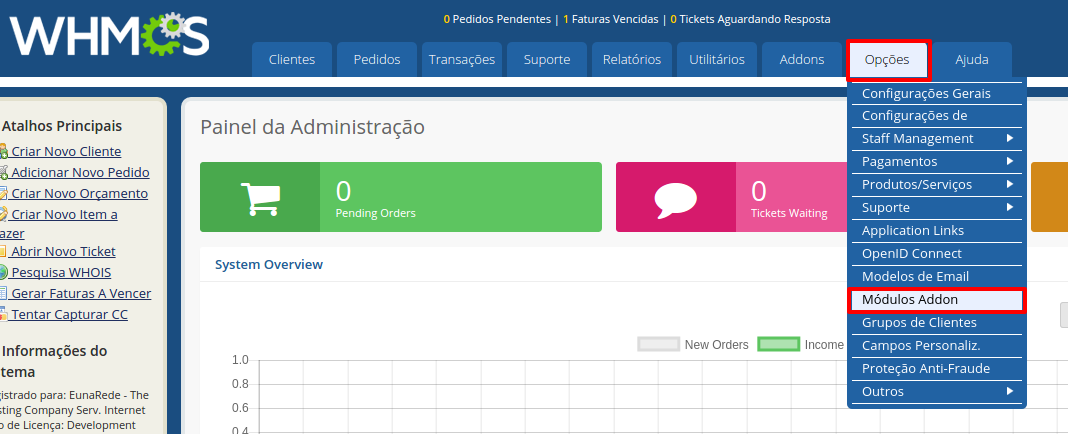 WHMCS
0 Pedidos Pendentes | 1 Faturas Vencidas | 0 Tickets Aguardando Resposta
Clientes
Pedidos
Transações
Suporte
Relatórios
Utilitários
Addons
Opções
Ajuda
Configurações Gerais
Configurações de
Staff Management
Pagamentos
Produtos/Serviços
Suporte
Application Links
OpenID Connect
Modelos de Email
Módulos Addon
Grupos de Clientes
Campos Personaliz.
Proteção Anti-Fraude
Outros
Atalhos Principais
Criar Novo Cliente
Adicionar Novo Pedido
Criar Novo Orçamento
Criar Novo Item a
azer
Abrir Novo Ticket
Pesquisa WHOIS
Gerar Faturas A Vencer
Tentar Capturar CC
Informações do
tema
gistrado para: EunaRede - The
sting Company Serv. Internet
o de Licença: Development
Painel da Administração
0
Pending Orders
0
Tickets Waiting
System Overview
New Orders
Income
1.0
0.8
0.6
0.4